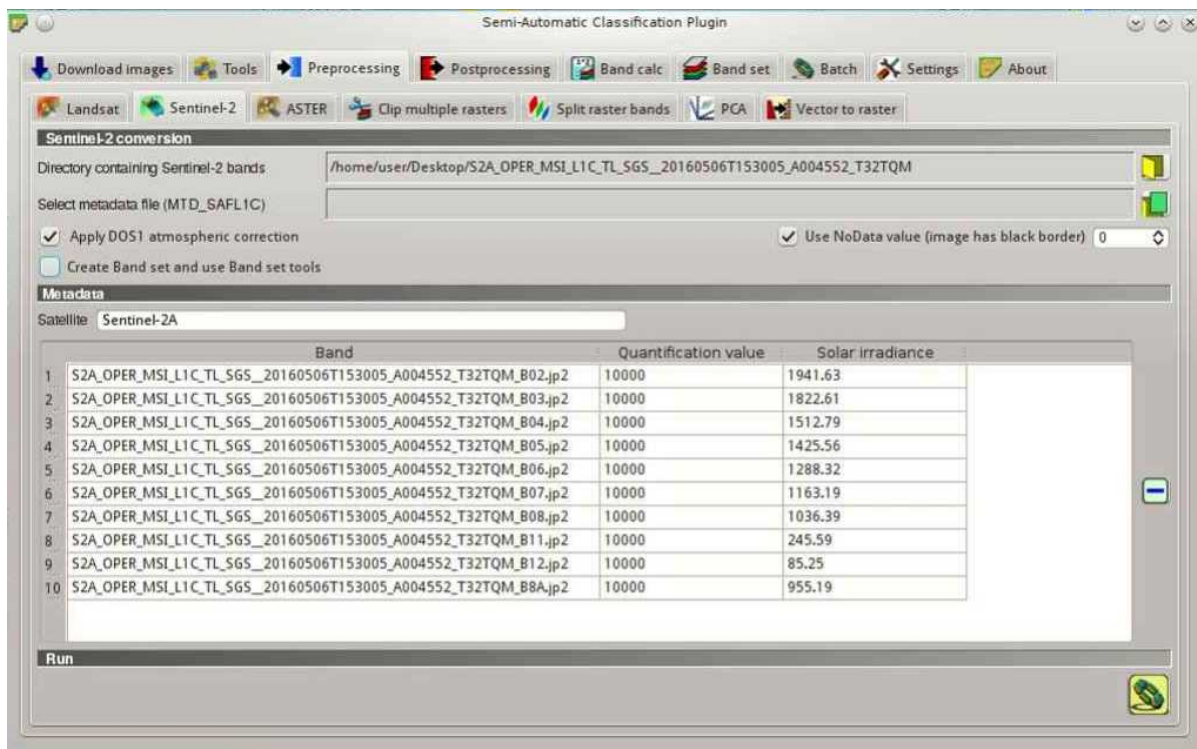 Semi-Automatic Classification Plugin
Download images Tools Preprocessing Postprocessing Band calc Band set Batch Settings About
Landsat Sentinel-2 ASTER Clip multiple rasters Split raster bands PCA Vector to raster
Sentinel-2 conversion
Directory containing Sentinel-2 bands /home/user/Desktop/S2A_OPER_MSI_L1C_TL_SGS__20160506T153005_A004552_T32TQM
Select metadata file (MTD_SAFL1C)
Apply DOS1 atmospheric correction Use NoData value (image has black border) 0
Create Band set and use Band set tools
Metadata
Satellite Sentinel-2A
Band Quantification value Solar irradiance
1 S2A_OPER_MSI_L1C_TL_SGS__20160506T153005_A004552_T32TQM_B02.jp2 10000 1941.63
2 S2A_OPER_MSI_L1C_TL_SGS__20160506T153005_A004552_T32TQM_B03.jp2 10000 1822.61
3 S2A_OPER_MSI_L1C_TL_SGS__20160506T153005_A004552_T32TQM_B04.jp2 10000 1512.79
4 S2A_OPER_MSI_L1C_TL_SGS__20160506T153005_A004552_T32TQM_B05.jp2 10000 1425.56
5 S2A_OPER_MSI_L1C_TL_SGS__20160506T153005_A004552_T32TQM_B06.jp2 10000 1288.32
6 S2A_OPER_MSI_L1C_TL_SGS__20160506T153005_A004552_T32TQM_B07.jp2 10000 1163.19
7 S2A_OPER_MSI_L1C_TL_SGS__20160506T153005_A004552_T32TQM_B08.jp2 10000 1036.39
8 S2A_OPER_MSI_L1C_TL_SGS__20160506T153005_A004552_T32TQM_B11.jp2 10000 245.59
9 S2A_OPER_MSI_L1C_TL_SGS__20160506T153005_A004552_T32TQM_B12.jp2 10000 85.25
10 S2A_OPER_MSI_L1C_TL_SGS__20160506T153005_A004552_T32TQM_B8A.jp2 10000 955.19
Run